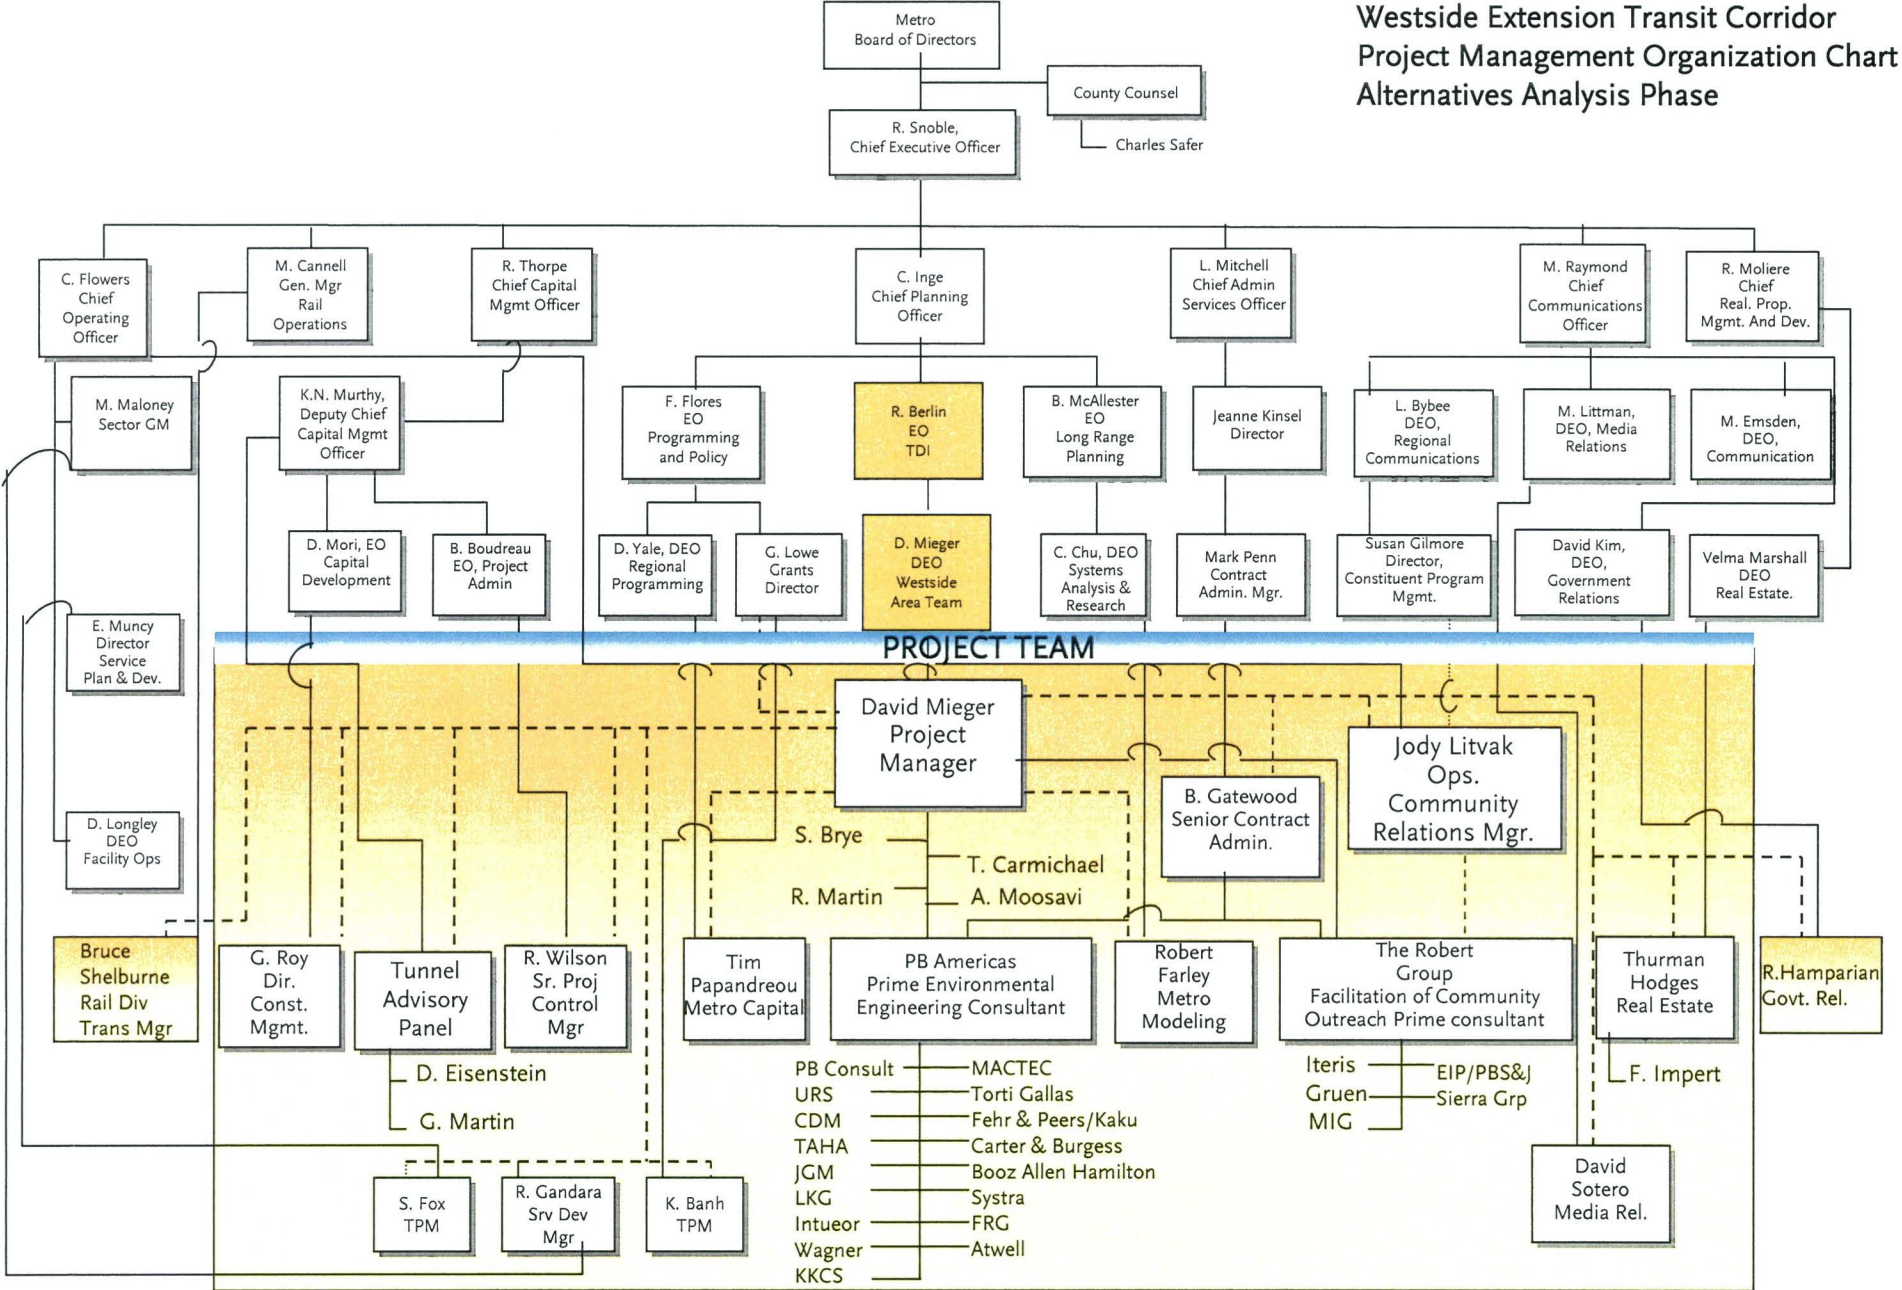 Westside Extension Transit Corridor
Project Management Organization Chart
Alternatives Analysis Phase
Metro
Board of Directors
County Counsel
Charles Safer
R. Snoble,
Chief Executive Officer
C. Flowers
Chief
Operating
Officer
M. Cannell
Gen. Mgr
Rail
Operations
R. Thorpe
Chief Capital
Mgmt Officer
C. Inge
Chief Planning
Officer
L. Mitchell
Chief Admin
Services Officer
M. Raymond
Chief
Communications
Officer
R. Moliere
Chief
Real. Prop.
Mgmt. And Dev.
M. Maloney
Sector GM
K.N. Murthy,
Deputy Chief
Capital Mgmt
Officer
F. Flores
EO
Programming
and Policy
R. Berlin
EO
TDI
B. McAllester
EO
Long Range
Planning
Jeanne Kinsel
Director
L. Bybee
DEO,
Regional
Communications
M. Littman,
DEO, Media
Relations
M. Emsden,
DEO,
Communication
D. Mori, EO
Capital
Development
B. Boudreau
EO, Project
Admin
D. Yale, DEO
Regional
Programming
G. Lowe
Grants
Director
D. Mieger
DEO
Westside
Area Team
C. Chu, DEO
Systems
Analysis &
Research
Mark Penn
Contract
Admin. Mgr.
Susan Gilmore
Director,
Constituent Program
Mgmt.
David Kim,
DEO,
Government
Relations
Velma Marshall
DEO
Real Estate.
E. Muncy
Director
Service
Plan & Dev.
PROJECT TEAM
David Mieger
Project
Manager
Jody Litvak
Ops.
Community
Relations Mgr.
B. Gatewood
Senior Contract
Admin.
D. Longley
DEO
Facility Ops
S. Brye
T. Carmichael
R. Martin
A. Moosavi
Bruce
Shelburne
Rail Div
Trans Mgr
G. Roy
Dir.
Const.
Mgmt.
Tunnel
Advisory
Panel
R. Wilson
Sr. Proj
Control
Mgr
Tim
Papandreou
Metro Capital
PB Americas
Prime Environmental
Engineering Consultant
Robert
Farley
Metro
Modeling
The Robert
Group
Facilitation of Community
Outreach Prime consultant
Thurman
Hodges
Real Estate
R.Hamparian
Govt. Rel.
D. Eisenstein
G. Martin
PB Consult
MACTEC
URS
Torti Gallas
CDM
Fehr & Peers/Kaku
TAHA
Carter & Burgess
JGM
Booz Allen Hamilton
LKG
Systra
Intueor
FRG
Wagner
Atwell
KKCS
Iteris
EIP/PBS&J
Gruen
Sierra Grp
MIG
F. Impert
S. Fox
TPM
R. Gandara
Srv Dev
Mgr
K. Banh
TPM
David
Sotero
Media Rel.